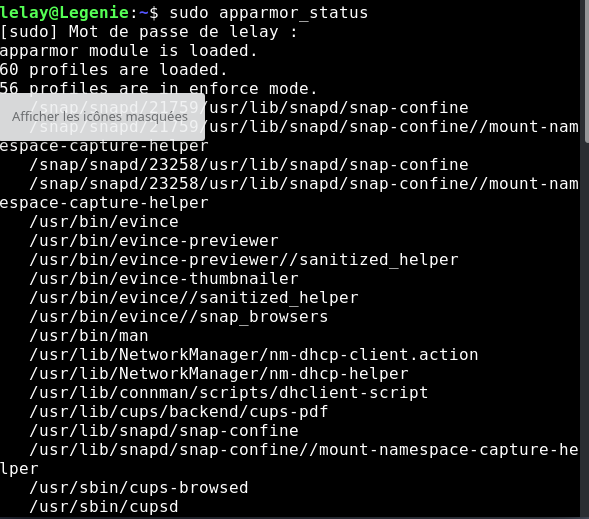 lelay@Legenie:~$ sudo apparmor_status
[sudo] Mot de passe de lelay :
apparmor module is loaded.
60 profiles are loaded.
56 profiles are in enforce mode.
/snap/snapd/21759/usr/lib/snapd/snap-confine
Afficher les icônes masquées
/snap/snapd/21759/usr/lib/snapd/snap-confine//mount-nam
espace-capture-helper
/snap/snapd/23258/usr/lib/snapd/snap-confine
/snap/snapd/23258/usr/lib/snapd/snap-confine//mount-nam
espace-capture-helper
/usr/bin/evince
/usr/bin/evince-previewer
/usr/bin/evince-previewer//sanitized_helper
/usr/bin/evince-thumbnailer
/usr/bin/evince//sanitized_helper
/usr/bin/evince//snap_browsers
/usr/bin/man
/usr/lib/NetworkManager/nm-dhcp-client.action
/usr/lib/NetworkManager/nm-dhcp-helper
/usr/lib/connman/scripts/dhclient-script
/usr/lib/cups/backend/cups-pdf
/usr/lib/snapd/snap-confine
/usr/lib/snapd/snap-confine//mount-namespace-capture-he
lper
/usr/sbin/cups-browsed
/usr/sbin/cupsd